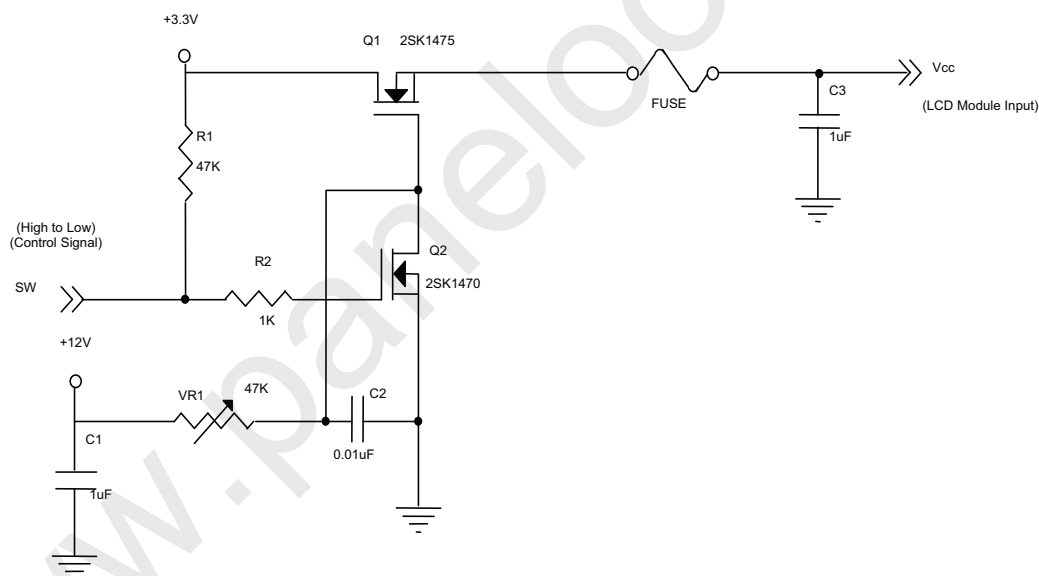 +3.3V
Q1 2SK1475
Vcc
C3
FUSE
(LCD Module Input)
R1
1uF
47K
(High to Low)
(Control Signal)
Q2
R2
2SK1470
SW
1K
+12V
VR1
47K
C2
C1
0.01uF
1uF
w.paneloo